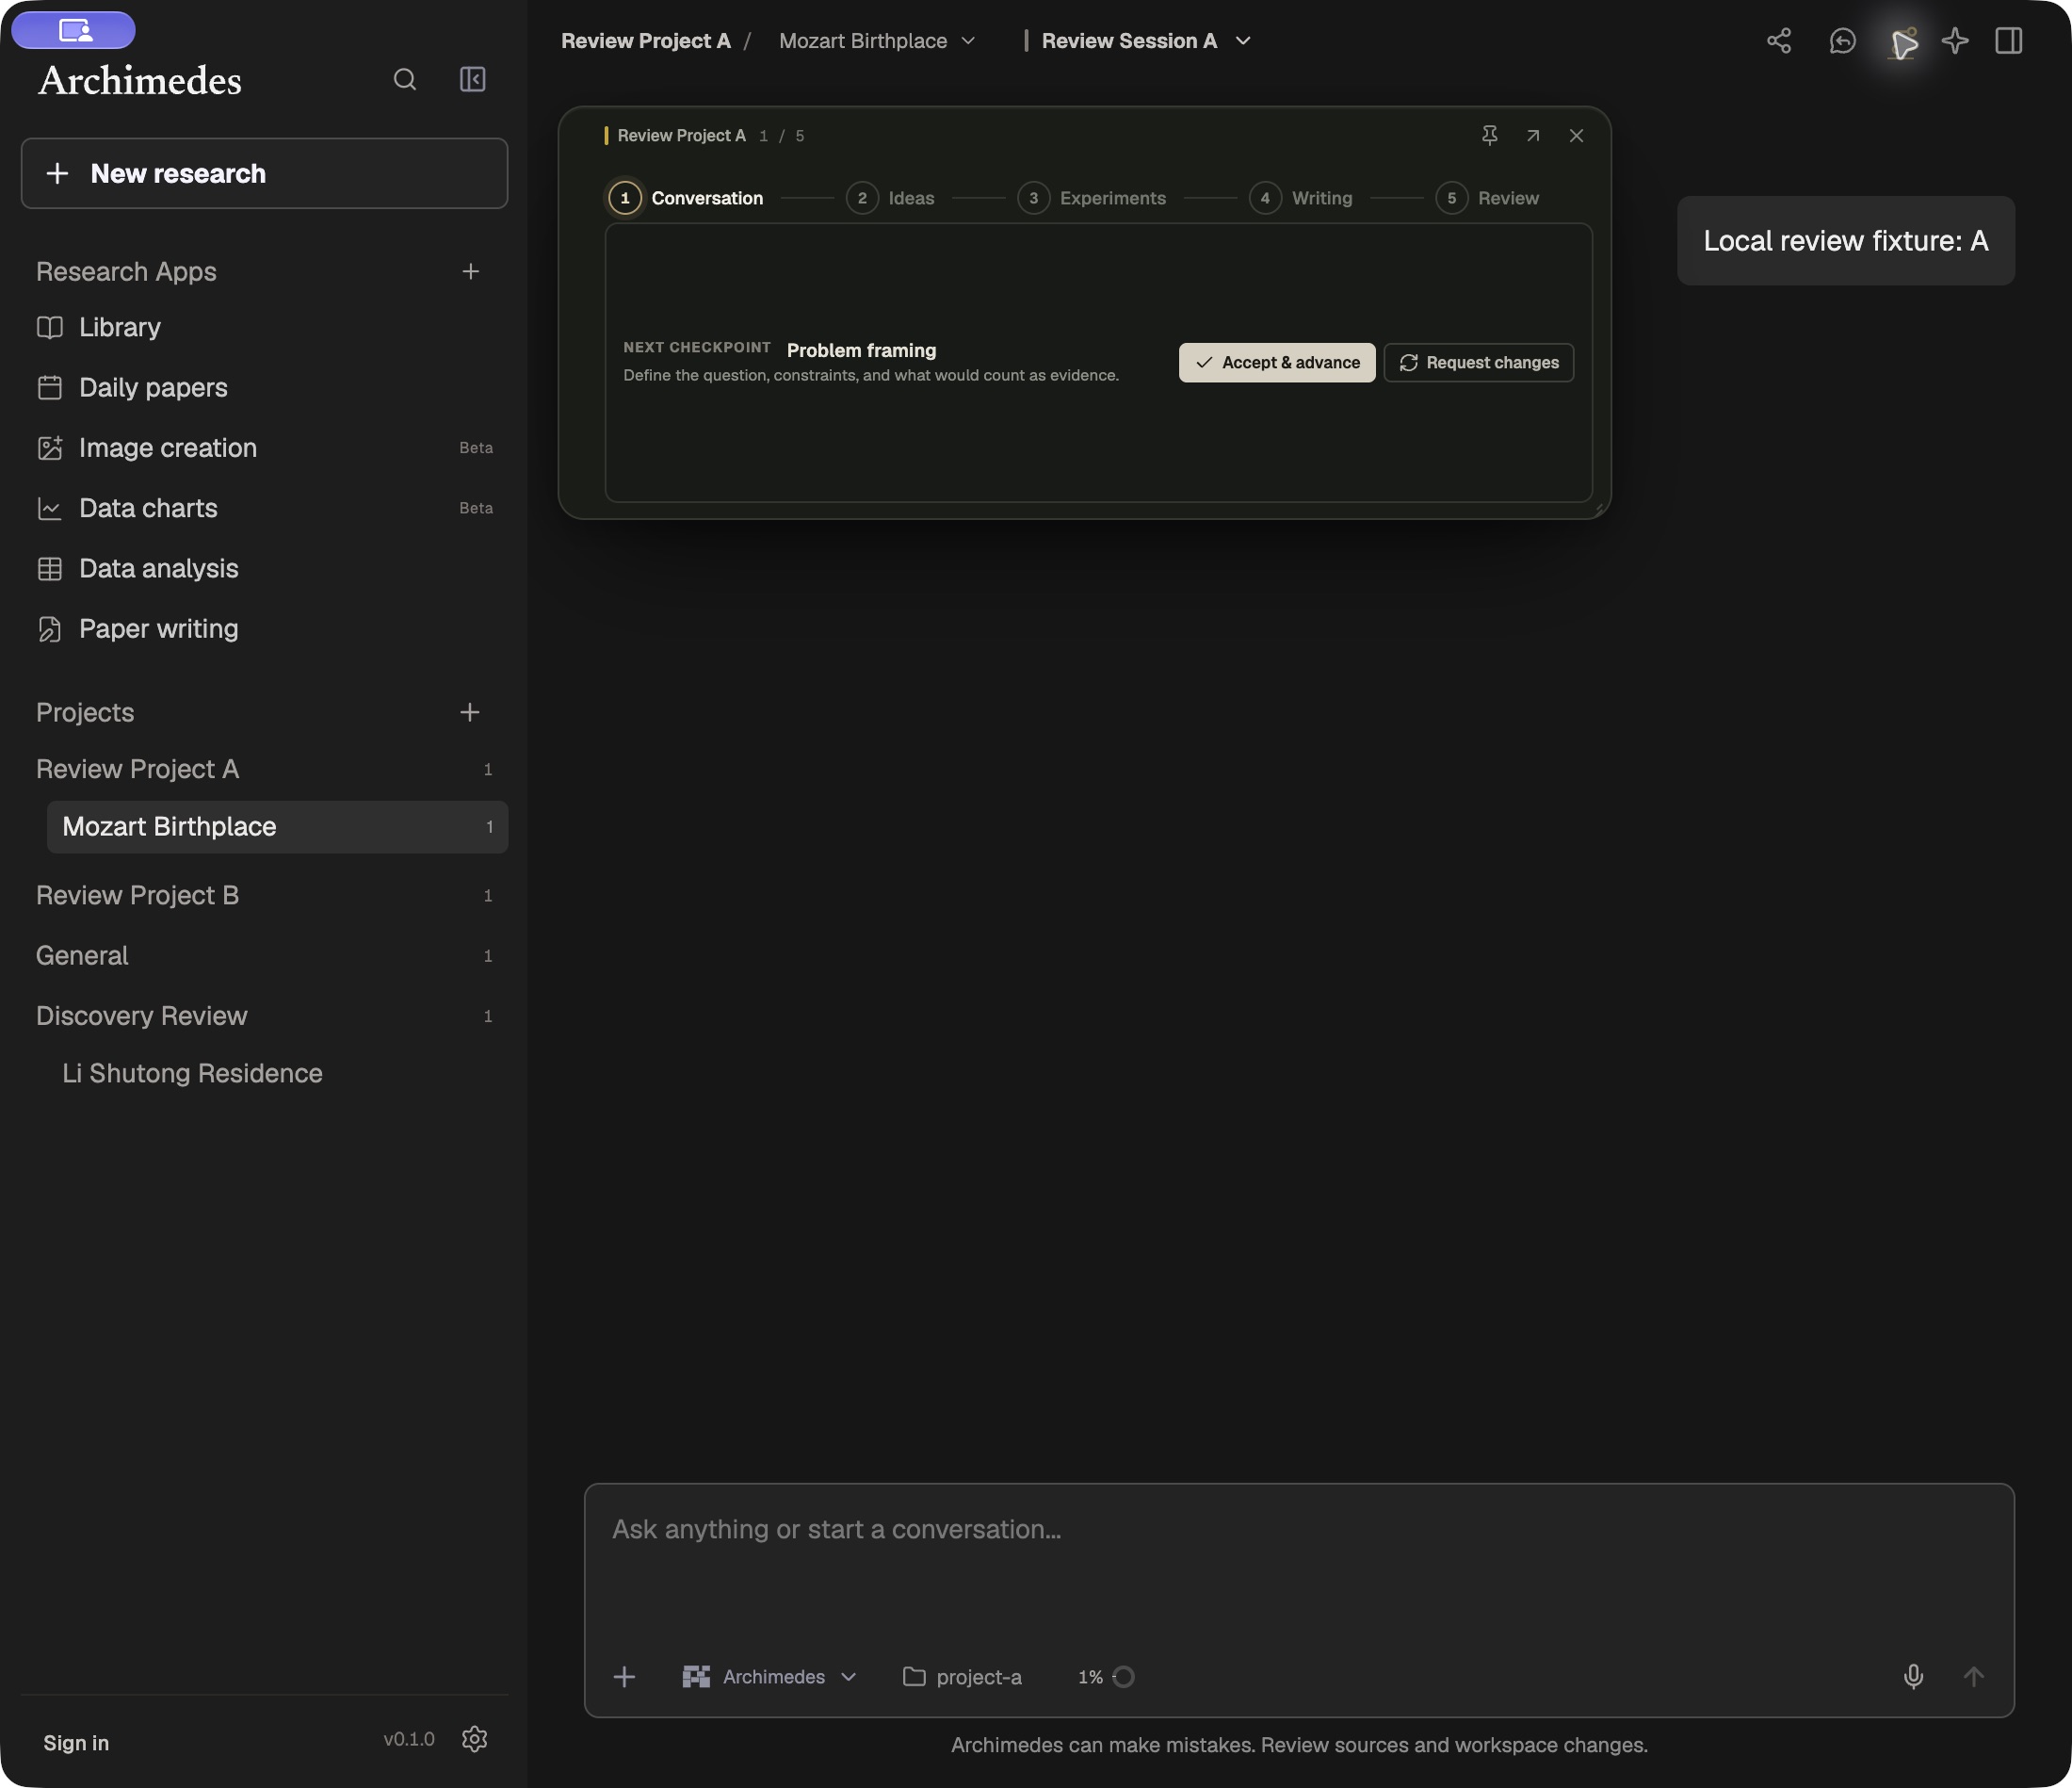 Archimedes
New research
Research Apps
Library
Daily papers
Image creation Beta
Data charts Beta
Data analysis
Paper writing
Projects
Review Project A 1
Mozart Birthplace 1
Review Project B 1
General 1
Discovery Review 1
Li Shutong Residence
Sign in v0.1.0
Review Project A / Mozart Birthplace Review Session A
Review Project A 1 / 5
1 Conversation 2 Ideas 3 Experiments 4 Writing 5 Review
NEXT CHECKPOINT Problem framing
Define the question, constraints, and what would count as evidence.
Accept & advance Request changes
Local review fixture: A
Ask anything or start a conversation...
Archimedes project-a 1%
Archimedes can make mistakes. Review sources and workspace changes.